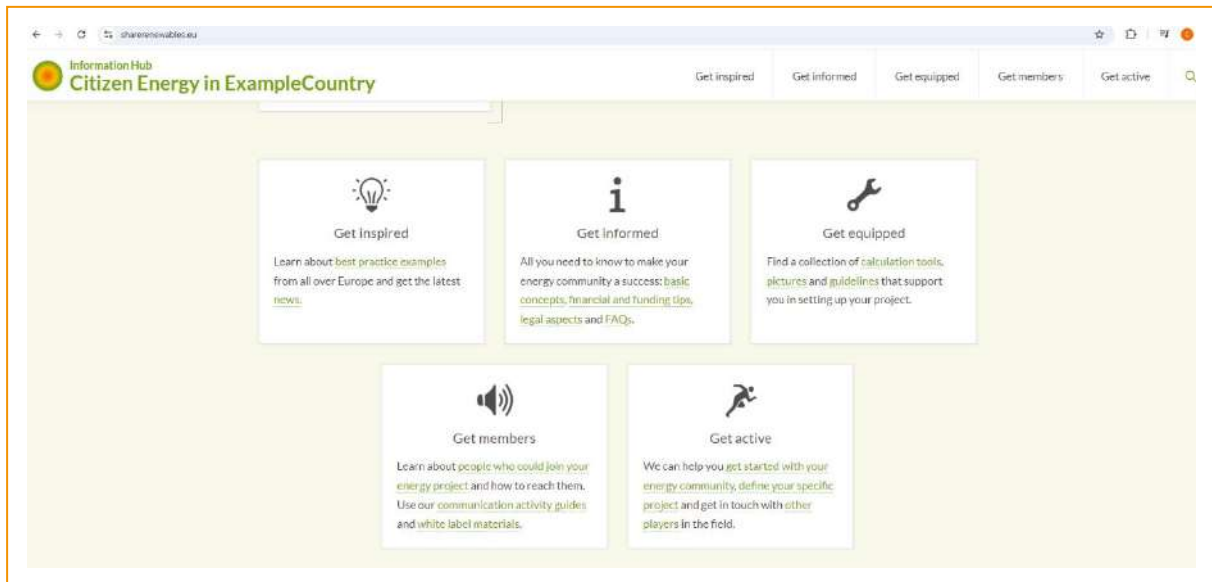 sharerenewables.eu
Information Hub
Citizen Energy in ExampleCountry
Get inspired
Get informed
Get equipped
Get members
Get active
Get inspired
Learn about best practice examples
from all over Europe and get the latest
news.
Get informed
All you need to know to make your
energy community a success: basic
concepts, financial and funding tips,
legal aspects and FAQs.
Get equipped
Find a collection of calculation tools,
pictures and guidelines that support
you in setting up your project.
Get members
Learn about people who could join your
energy project and how to reach them.
Use our communication activity guides
and white label materials.
Get active
We can help you get started with your
energy community, define your specific
project and get in touch with other
players in the field.